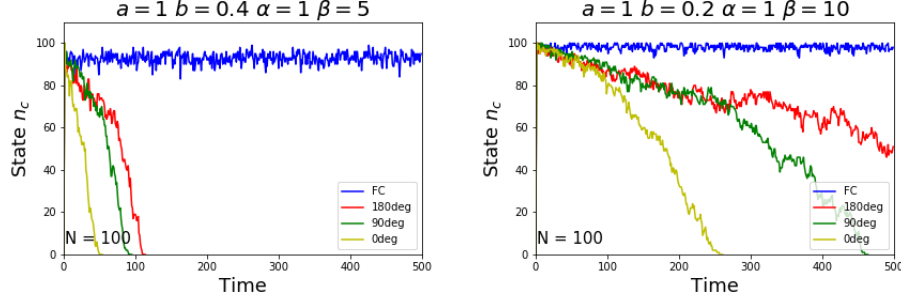 a = 1 b = 0.4 α = 1 β = 5
100
80
60
40
20
0
State n_c
N = 100
FC
180deg
90deg
0deg
0 100 200 300 400 500
Time
a = 1 b = 0.2 α = 1 β = 10
100
80
60
40
20
0
State n_c
N = 100
FC
180deg
90deg
0deg
0 100 200 300 400 500
Time